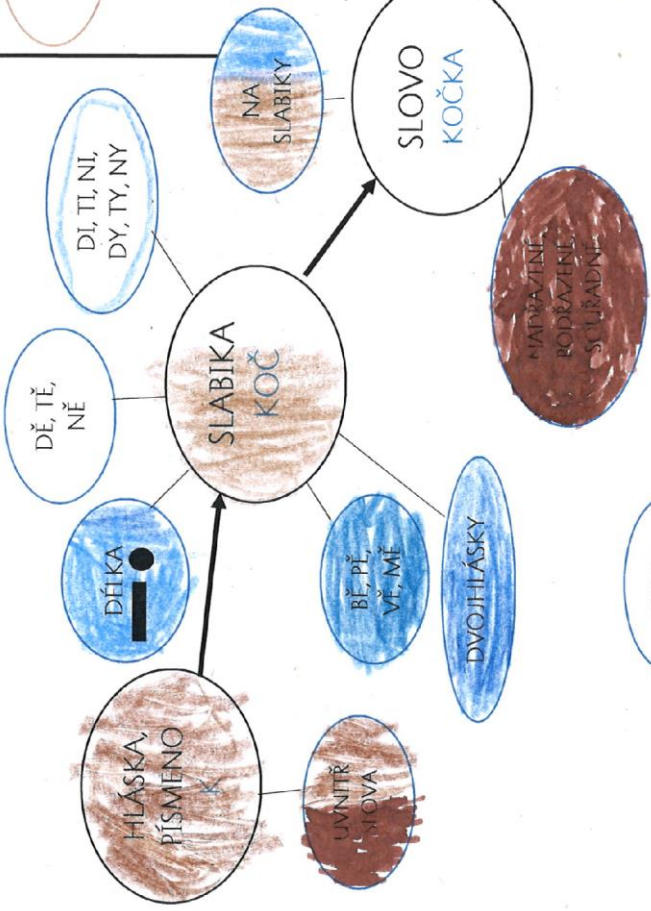 HLÁSKA,
PÍSMENO
K
UVNITŘ
SLOVA
DÉLKA
DĚ, TĚ,
NĚ
DI, TI, NI,
DY, TY, NY
SLABIKA
KOČ
BĚ, PĚ,
VĚ, MĚ
DVOJHLÁSKY
NA
SLABIKY
SLOVO
KOČKA
NADŘAZENÉ,
PODŘAZENÉ,
SOUŘADNÉ